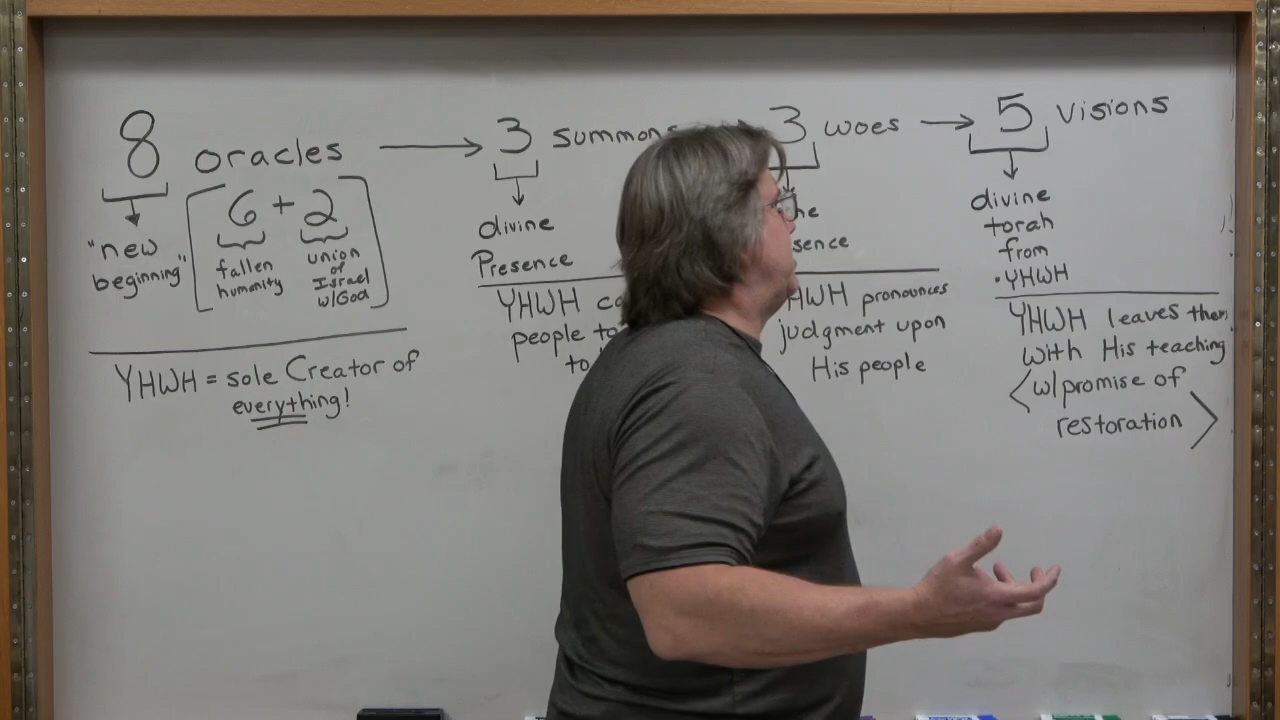 8 oracles → 3 summons 3 woes → 5 visions
"new
beginning"
6 + 2
fallen
humanity
union
of
Israel
w/God
YHWH = sole Creator of
everything!
divine
Presence
YHWH
people to
to
YHWH pronounces
judgment upon
His people
divine
torah
from
YHWH
YHWH leaves them
with His teaching
w/promise of
restoration